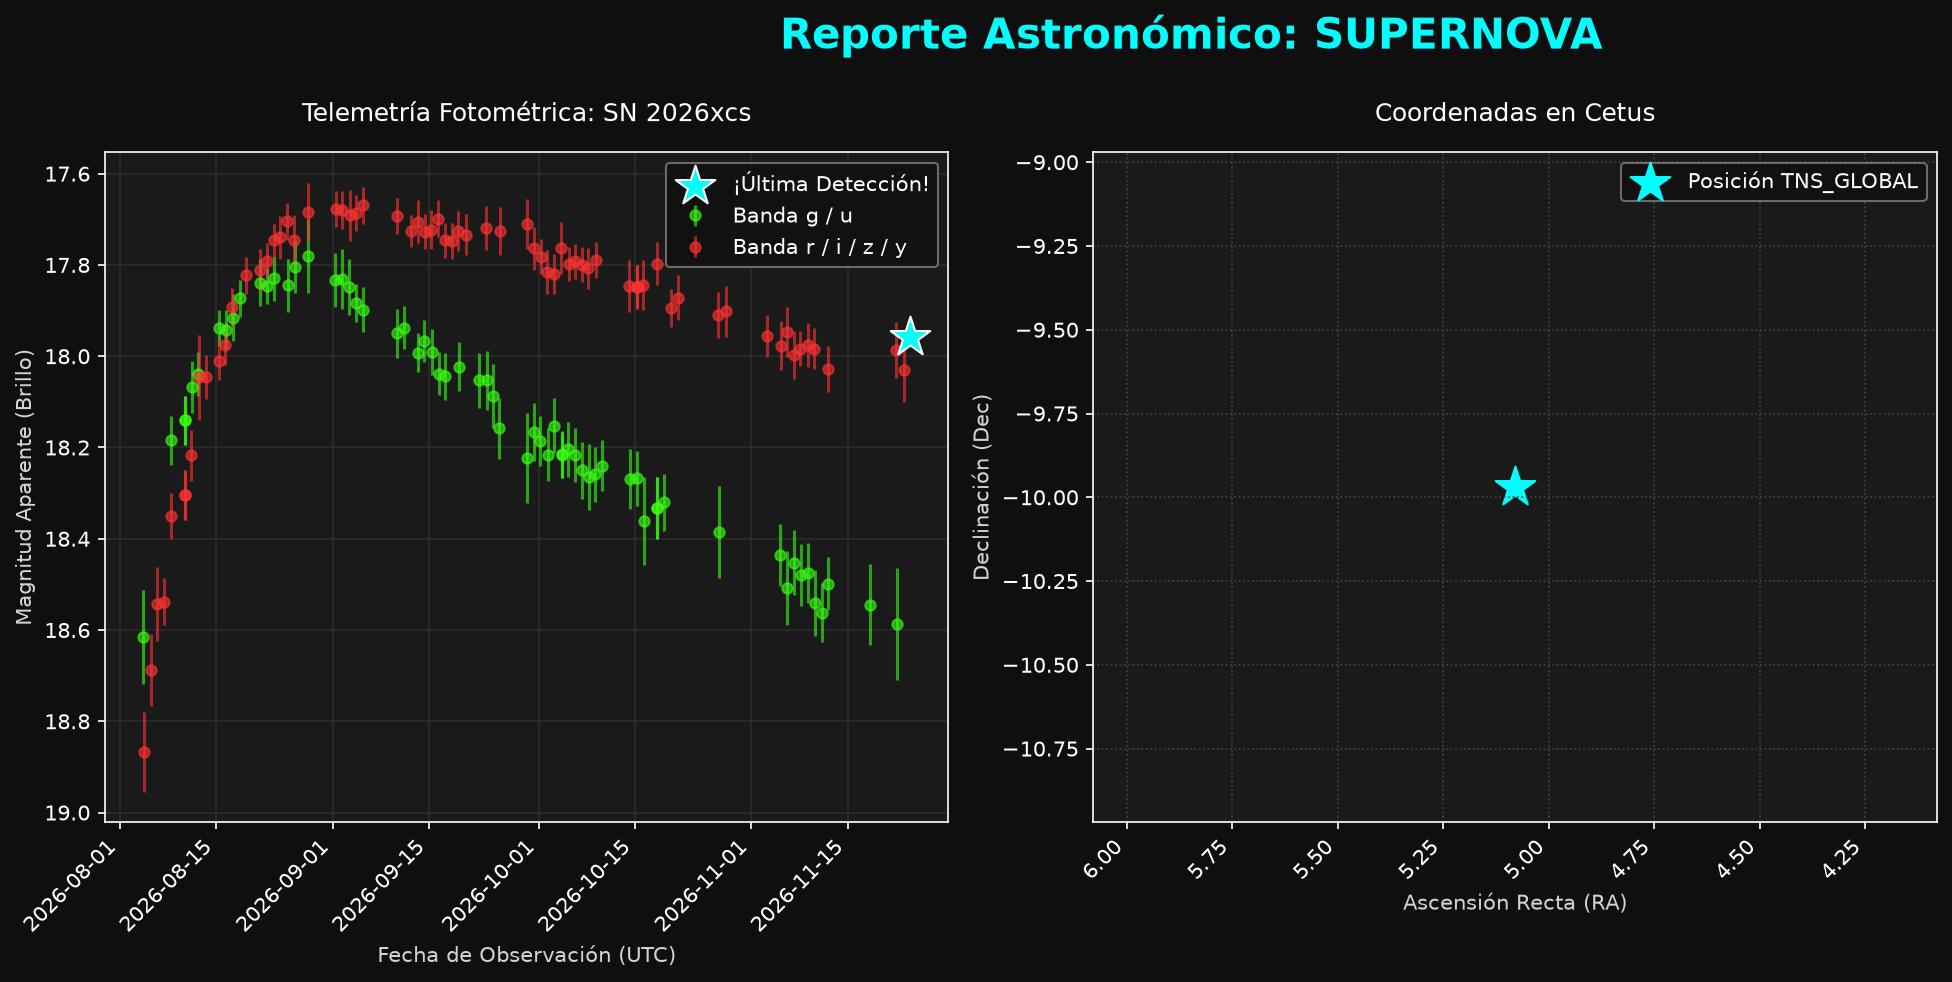 Reporte Astronómico: SUPERNOVA
Telemetría Fotométrica: SN 2026xcs
Magnitud Aparente (Brillo)
17.6
17.8
18.0
18.2
18.4
18.6
18.8
19.0
¡Última Detección!
Banda g / u
Banda r / i / z / y
2026-08-01
2026-08-15
2026-09-01
2026-09-15
2026-10-01
2026-10-15
2026-11-01
2026-11-15
Fecha de Observación (UTC)
Coordenadas en Cetus
Declinación (Dec)
−9.00
−9.25
−9.50
−9.75
−10.00
−10.25
−10.50
−10.75
Posición TNS_GLOBAL
6.00
5.75
5.50
5.25
5.00
4.75
4.50
4.25
Ascensión Recta (RA)